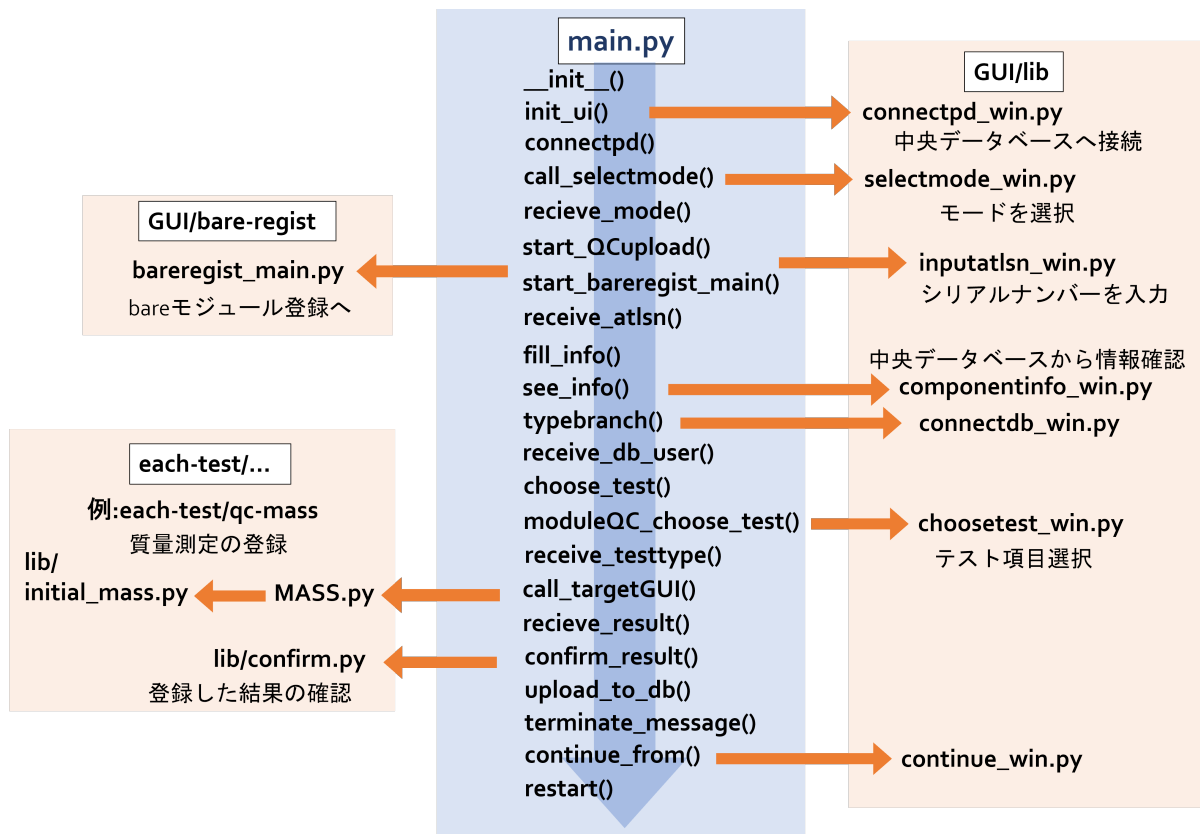 main.py
__init__()
init_ui()
connectpd()
call_selectmode()
recieve_mode()
start_QCupload()
start_bareregist_main()
receive_atlsn()
fill_info()
see_info()
typebranch()
receive_db_user()
choose_test()
moduleQC_choose_test()
receive_testtype()
call_targetGUI()
recieve_result()
confirm_result()
upload_to_db()
terminate_message()
continue_from()
restart()
GUI/bare-regist
bareregist_main.py
bareモジュール登録へ
each-test/...
例:each-test/qc-mass
質量測定の登録
lib/
initial_mass.py
MASS.py
lib/confirm.py
登録した結果の確認
GUI/lib
connectpd_win.py
中央データベースへ接続
selectmode_win.py
モードを選択
inputatlsn_win.py
シリアルナンバーを入力
中央データベースから情報確認
componentinfo_win.py
connectdb_win.py
choosetest_win.py
テスト項目選択
continue_win.py